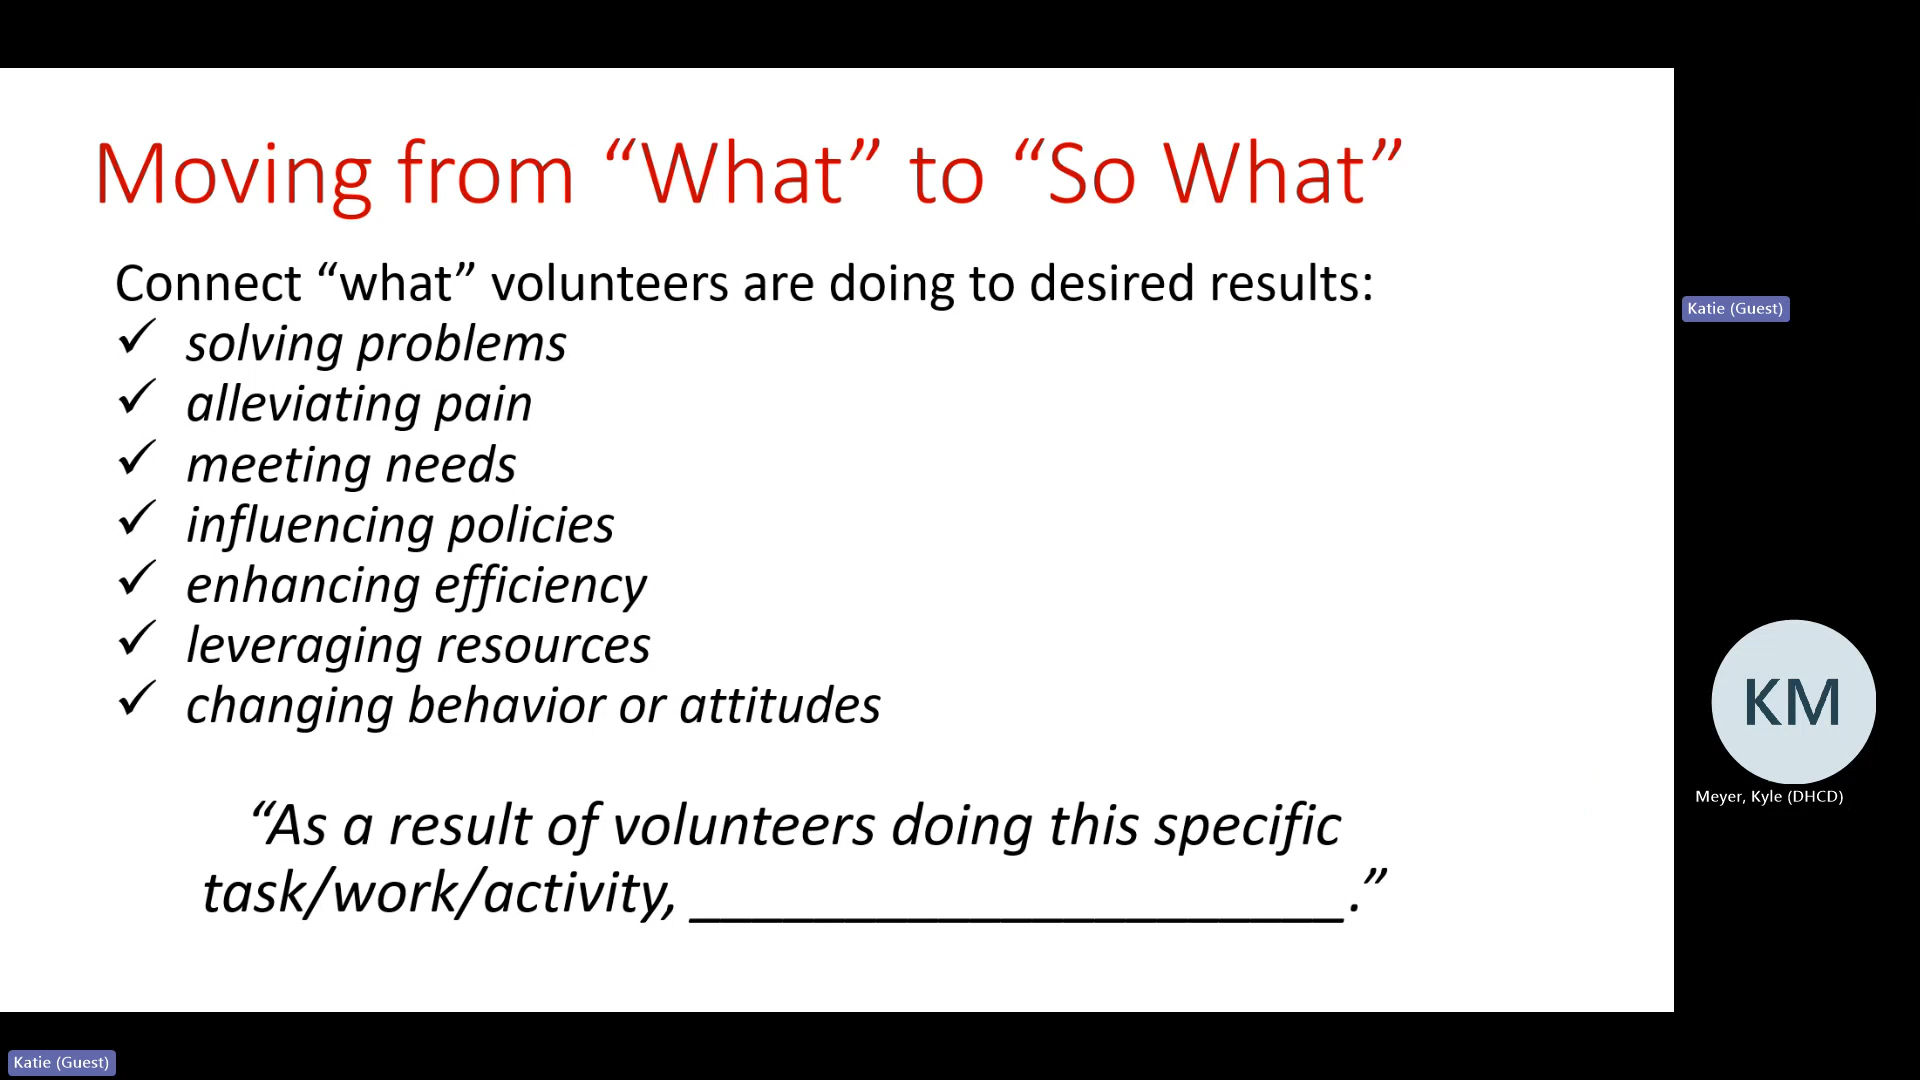 Moving from “What” to “So What”
Connect “what” volunteers are doing to desired results:
✓ solving problems
✓ alleviating pain
✓ meeting needs
✓ influencing policies
✓ enhancing efficiency
✓ leveraging resources
✓ changing behavior or attitudes
“As a result of volunteers doing this specific
task/work/activity, _____________________.”
Katie (Guest)
KM
Meyer, Kyle (DHCD)
Katie (Guest)